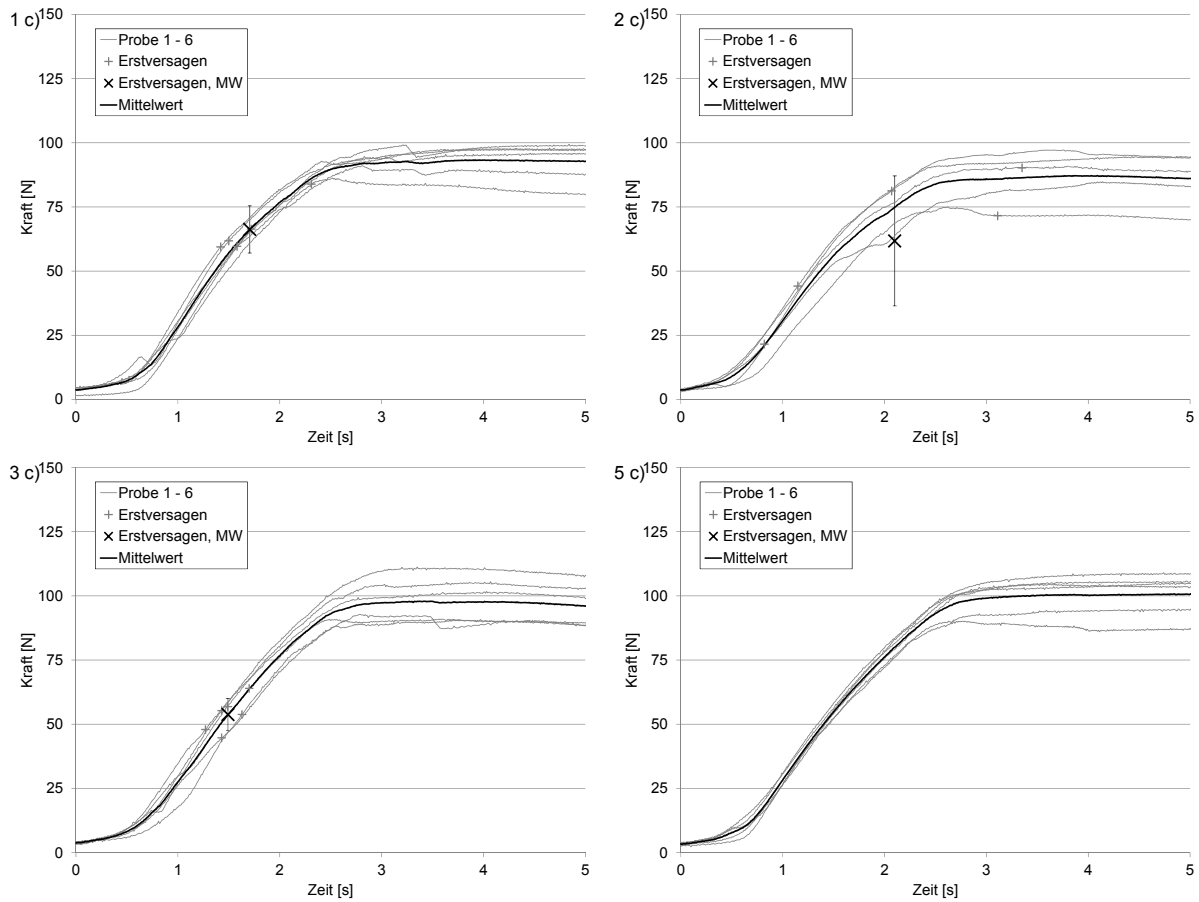 1 c)
150
125
100
75
50
25
0
Kraft [N]
Probe 1 - 6
Erstversagen
Erstversagen, MW
Mittelwert
0 1 2 3 4 5
Zeit [s]
2 c)
150
125
100
75
50
25
0
Kraft [N]
Probe 1 - 6
Erstversagen
Erstversagen, MW
Mittelwert
0 1 2 3 4 5
Zeit [s]
3 c)
150
125
100
75
50
25
0
Kraft [N]
Probe 1 - 6
Erstversagen
Erstversagen, MW
Mittelwert
0 1 2 3 4 5
Zeit [s]
5 c)
150
125
100
75
50
25
0
Kraft [N]
Probe 1 - 6
Erstversagen
Erstversagen, MW
Mittelwert
0 1 2 3 4 5
Zeit [s]